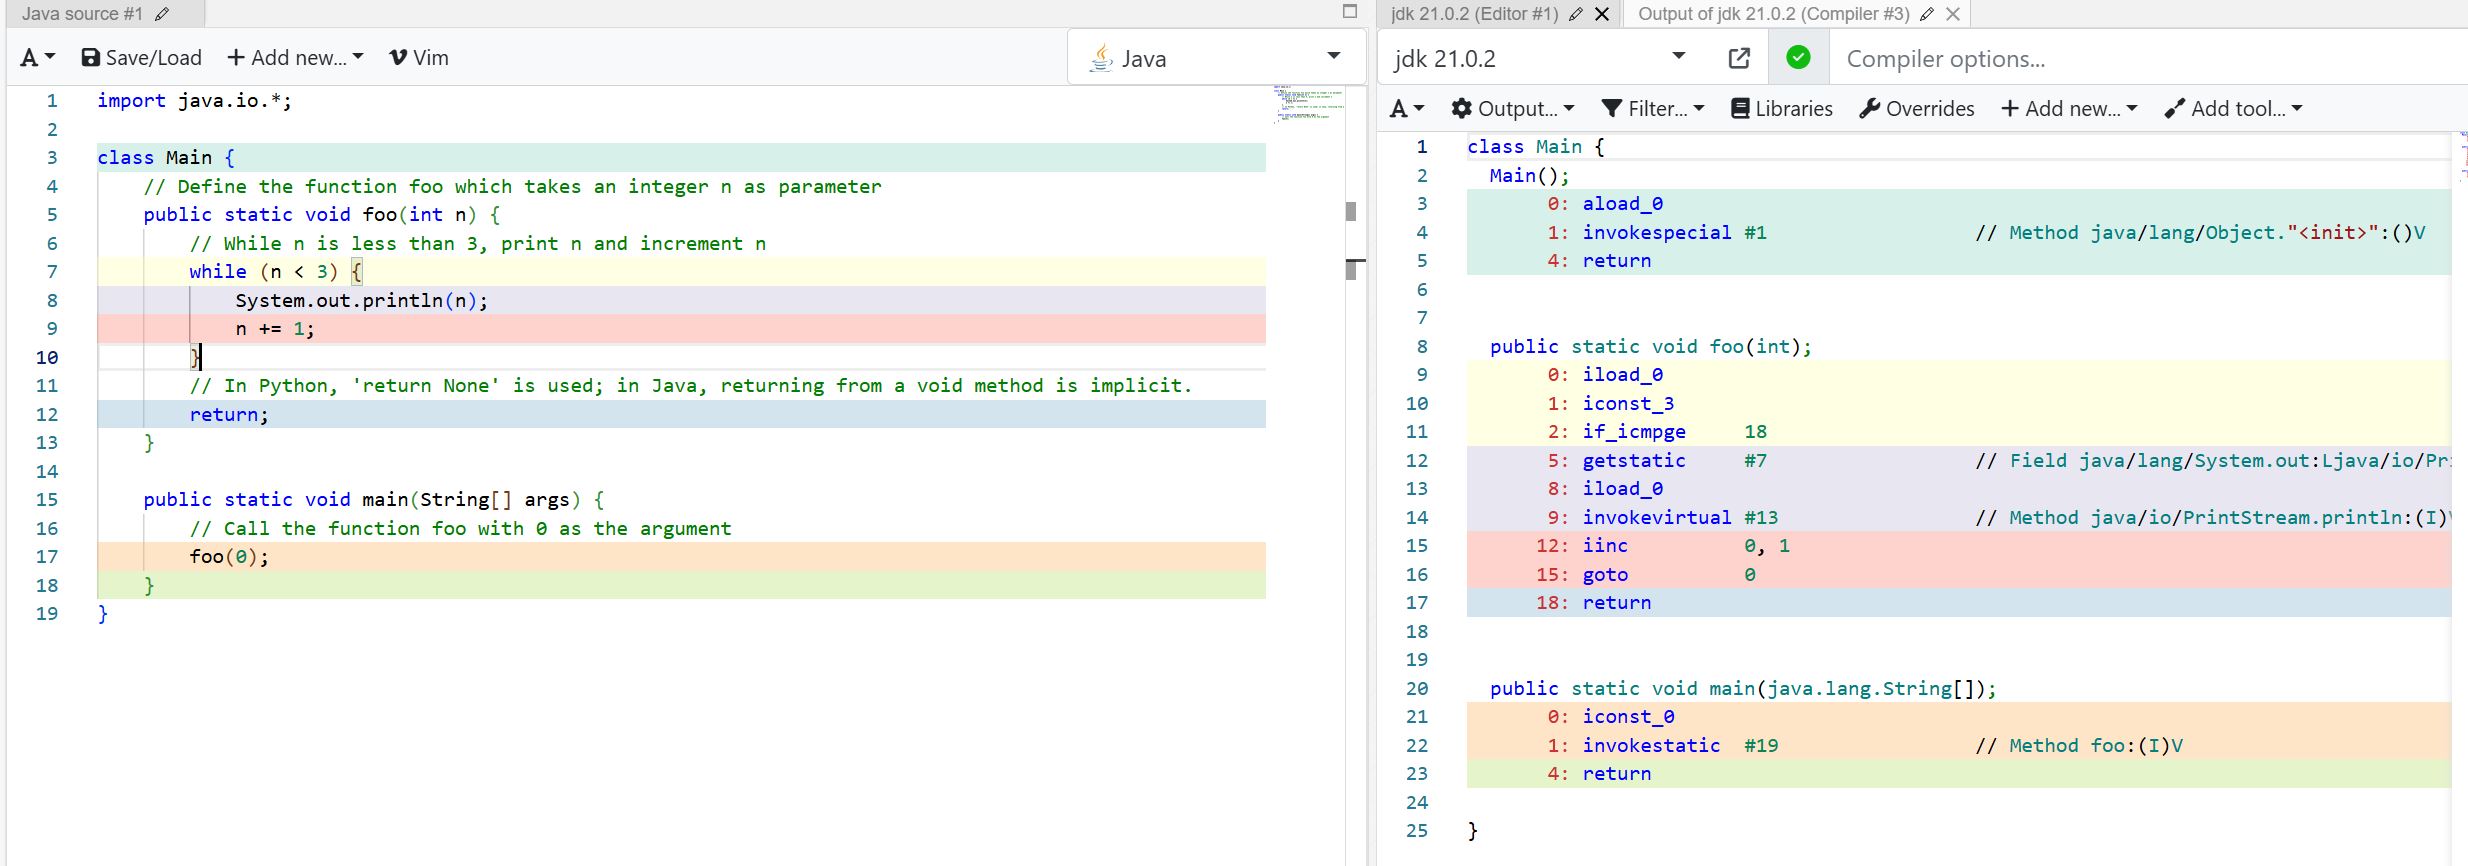 Java source #1
A Save/Load + Add new... Vim Java
1 import java.io.*;
2
3 class Main {
4 // Define the function foo which takes an integer n as parameter
5 public static void foo(int n) {
6 // While n is less than 3, print n and increment n
7 while (n < 3) {
8 System.out.println(n);
9 n += 1;
10 }
11 // In Python, 'return None' is used; in Java, returning from a void method is implicit.
12 return;
13 }
14
15 public static void main(String[] args) {
16 // Call the function foo with 0 as the argument
17 foo(0);
18 }
19 }
jdk 21.0.2 (Editor #1) Output of jdk 21.0.2 (Compiler #3)
jdk 21.0.2 Compiler options...
A Output... Filter... Libraries Overrides + Add new... Add tool...
1 class Main {
2 Main();
3 0: aload_0
4 1: invokespecial #1 // Method java/lang/Object."<init>":()V
5 4: return
6
7
8 public static void foo(int);
9 0: iload_0
10 1: iconst_3
11 2: if_icmpge 18
12 5: getstatic #7 // Field java/lang/System.out:Ljava/io/Pr
13 8: iload_0
14 9: invokevirtual #13 // Method java/io/PrintStream.println:(I)
15 12: iinc 0, 1
16 15: goto 0
17 18: return
18
19
20 public static void main(java.lang.String[]);
21 0: iconst_0
22 1: invokestatic #19 // Method foo:(I)V
23 4: return
24
25 }